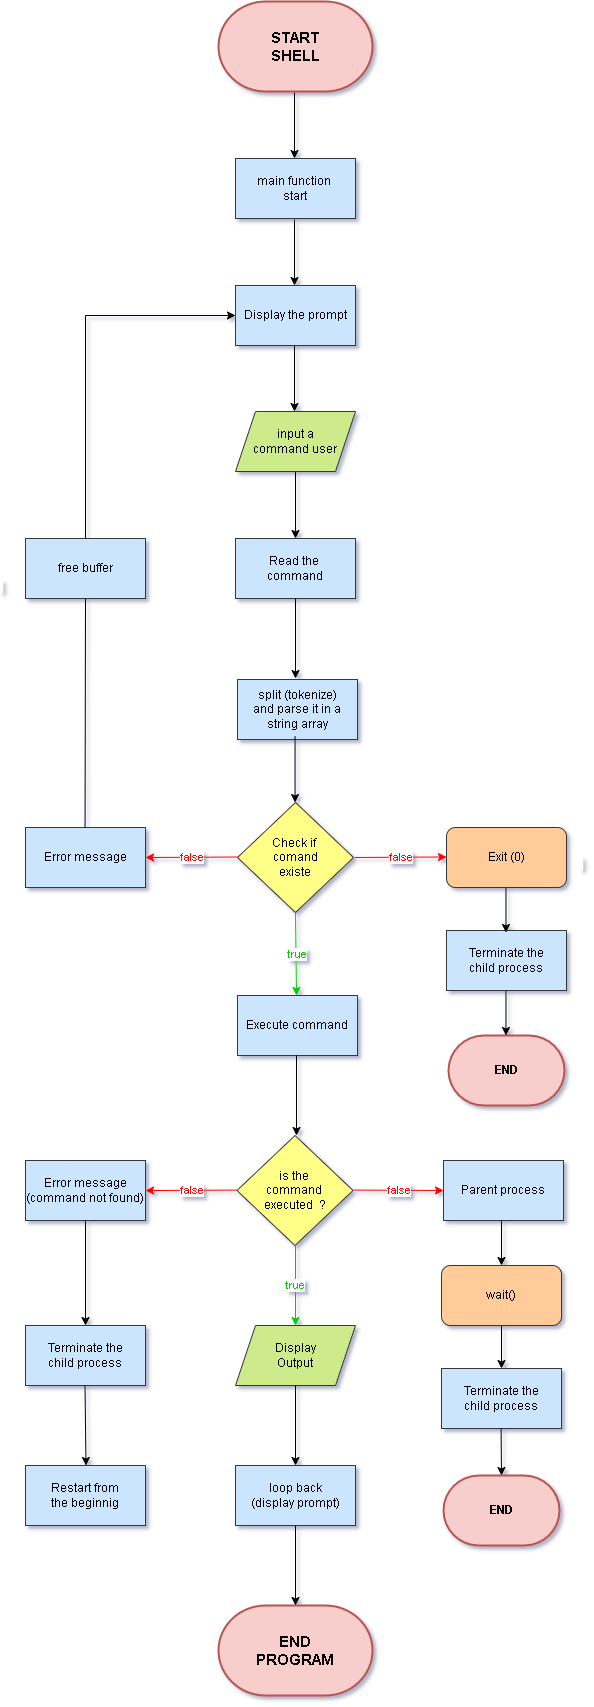 START
SHELL
main function
start
Display the prompt
input a
command user
free buffer
Read the
command
split (tokenize)
and parse it in a
string array
Error message
false
Check if
comand
existe
false
Exit (0)
true
Terminate the
child process
Execute command
END
Error message
(command not found)
false
is the
command
executed ?
false
Parent process
true
wait()
Terminate the
child process
Display
Output
Terminate the
child process
Restart from
the beginnig
loop back
(display prompt)
END
END
PROGRAM